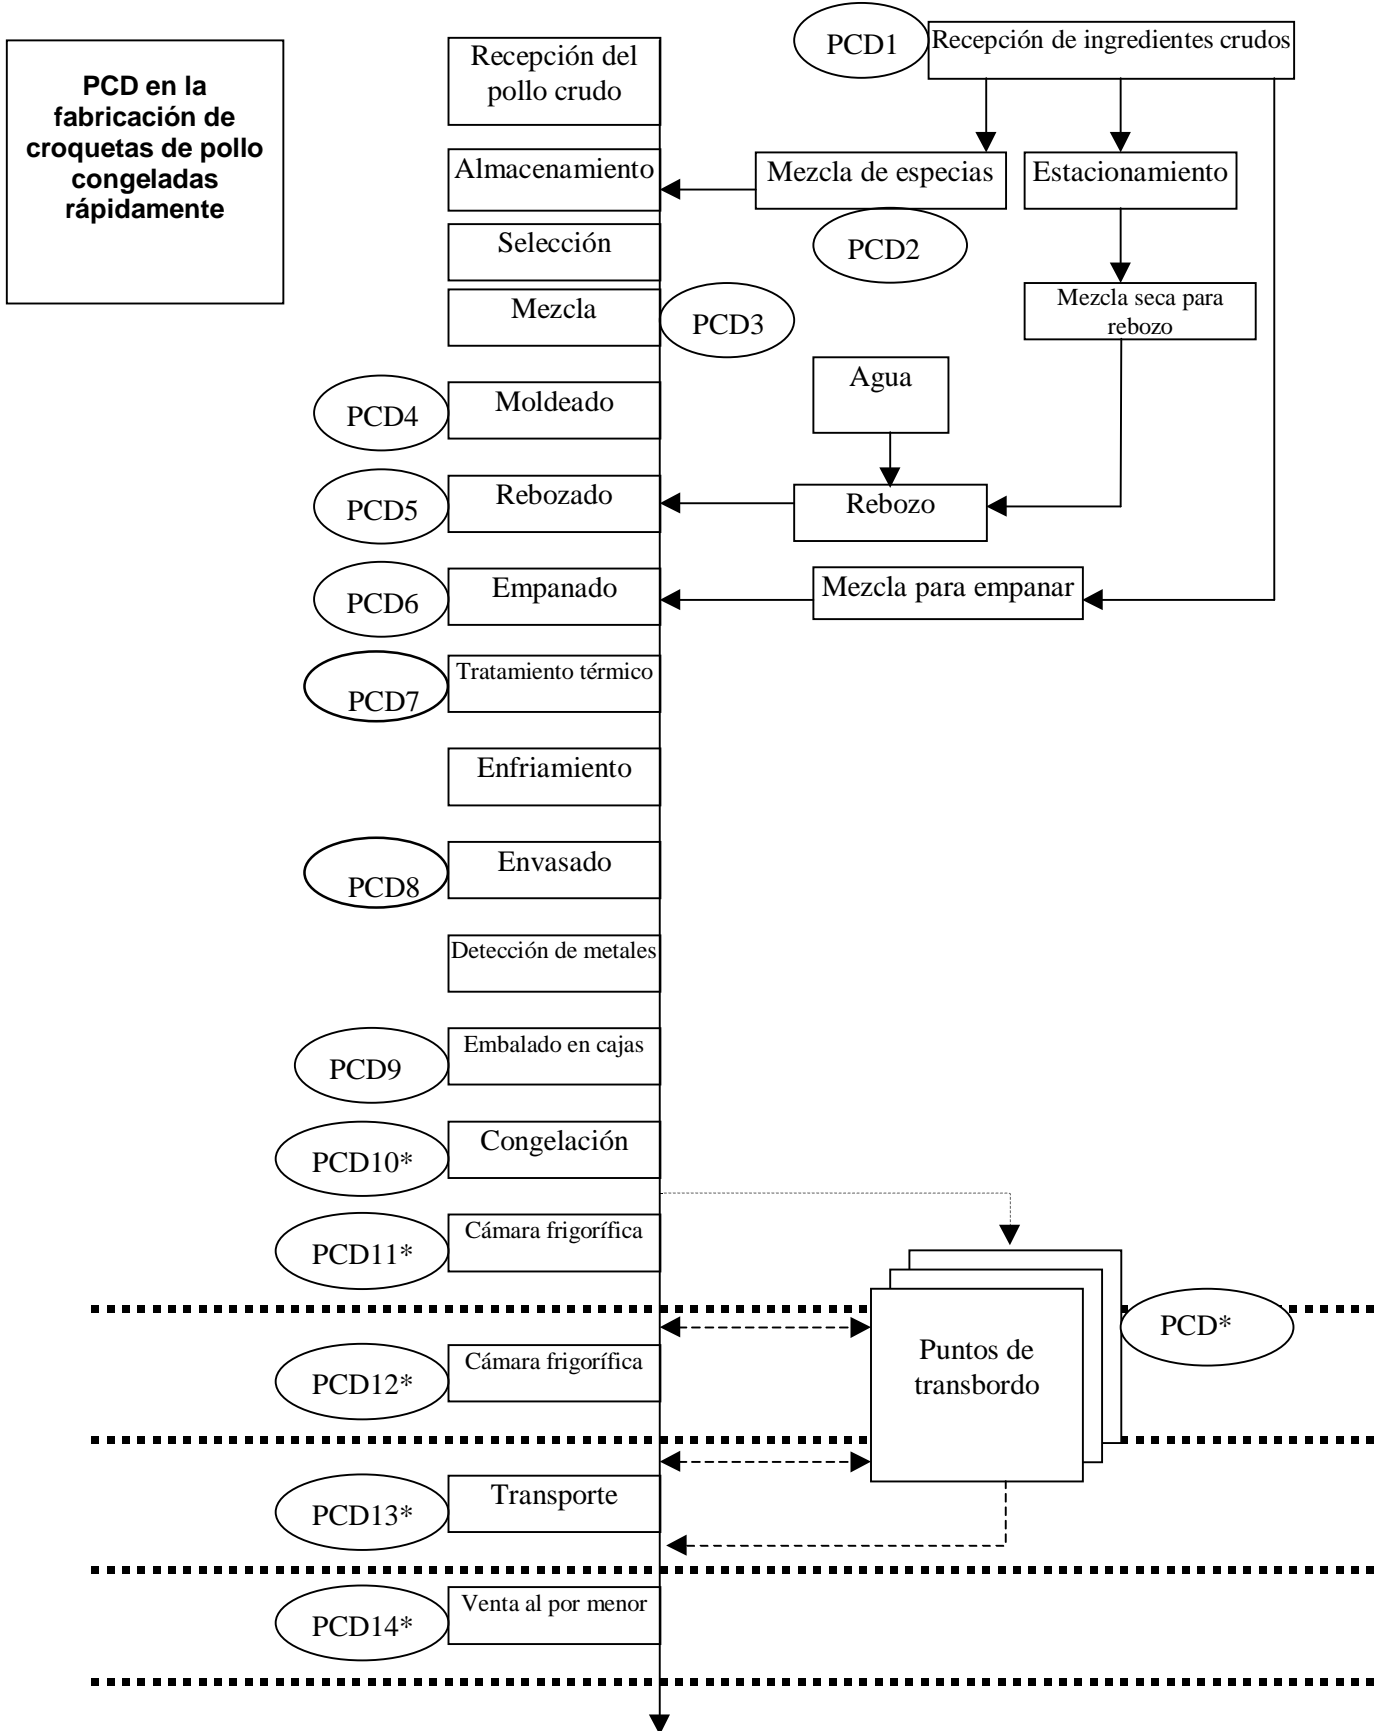 PCD en la
fabricación de
croquetas de pollo
congeladas
rápidamente
PCD1
Recepción de ingredientes crudos
Recepción del
pollo crudo
Almacenamiento
Mezcla de especias
Estacionamiento
PCD2
Selección
Mezcla
PCD3
Mezcla seca para
rebozo
Agua
PCD4
Moldeado
PCD5
Rebozado
Rebozo
PCD6
Empanado
Mezcla para empanar
PCD7
Tratamiento térmico
Enfriamiento
PCD8
Envasado
Detección de metales
PCD9
Embalado en cajas
PCD10*
Congelación
PCD11*
Cámara frigorífica
PCD*
Puntos de
transbordo
PCD12*
Cámara frigorífica
PCD13*
Transporte
PCD14*
Venta al por menor